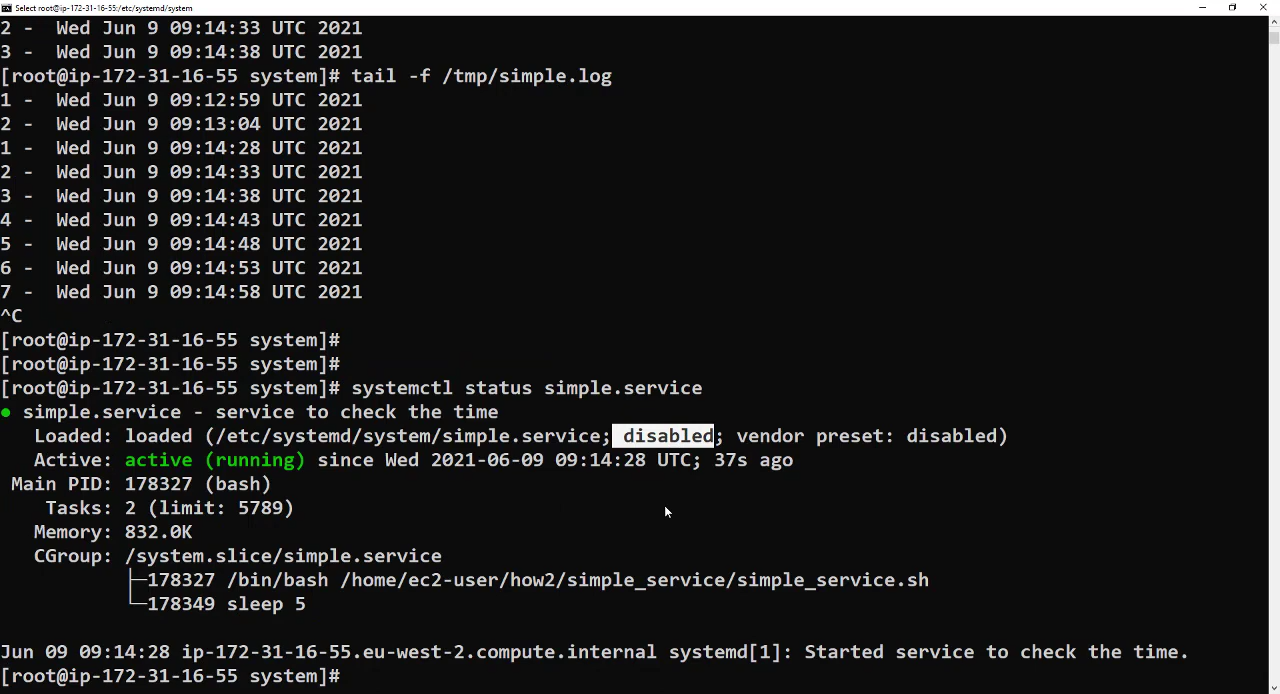 Select root@ip-172-31-16-55:/etc/systemd/system
2 -  Wed Jun 9 09:14:33 UTC 2021
3 -  Wed Jun 9 09:14:38 UTC 2021
[root@ip-172-31-16-55 system]# tail -f /tmp/simple.log
1 -  Wed Jun 9 09:12:59 UTC 2021
2 -  Wed Jun 9 09:13:04 UTC 2021
1 -  Wed Jun 9 09:14:28 UTC 2021
2 -  Wed Jun 9 09:14:33 UTC 2021
3 -  Wed Jun 9 09:14:38 UTC 2021
4 -  Wed Jun 9 09:14:43 UTC 2021
5 -  Wed Jun 9 09:14:48 UTC 2021
6 -  Wed Jun 9 09:14:53 UTC 2021
7 -  Wed Jun 9 09:14:58 UTC 2021
^C
[root@ip-172-31-16-55 system]#
[root@ip-172-31-16-55 system]#
[root@ip-172-31-16-55 system]# systemctl status simple.service
● simple.service - service to check the time
   Loaded: loaded (/etc/systemd/system/simple.service; disabled; vendor preset: disabled)
   Active: active (running) since Wed 2021-06-09 09:14:28 UTC; 37s ago
 Main PID: 178327 (bash)
    Tasks: 2 (limit: 5789)
   Memory: 832.0K
   CGroup: /system.slice/simple.service
           ├─178327 /bin/bash /home/ec2-user/how2/simple_service/simple_service.sh
           └─178349 sleep 5
Jun 09 09:14:28 ip-172-31-16-55.eu-west-2.compute.internal systemd[1]: Started service to check the time.
[root@ip-172-31-16-55 system]#